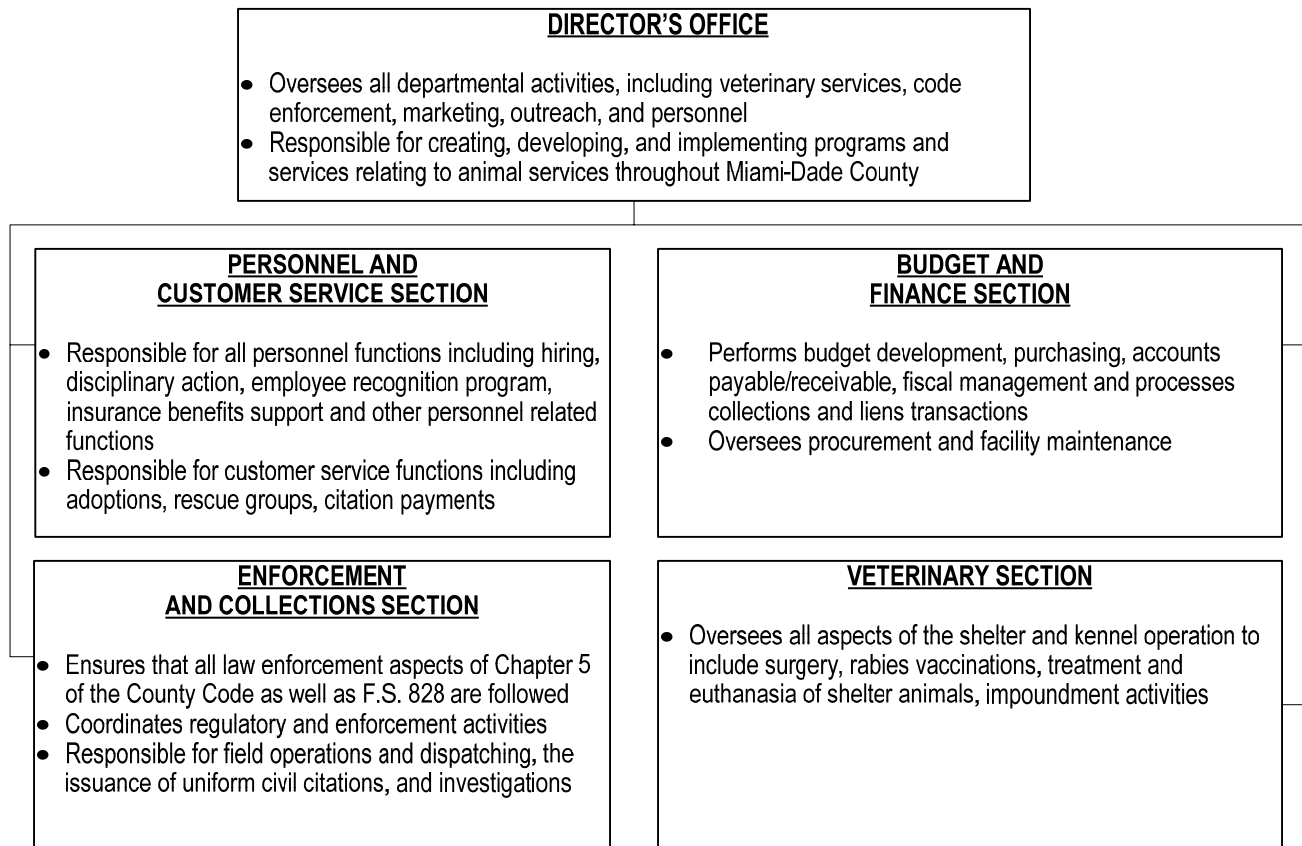 DIRECTOR’S OFFICE
● Oversees all departmental activities, including veterinary services, code
enforcement, marketing, outreach, and personnel
● Responsible for creating, developing, and implementing programs and
services relating to animal services throughout Miami-Dade County
PERSONNEL AND
CUSTOMER SERVICE SECTION
● Responsible for all personnel functions including hiring,
disciplinary action, employee recognition program,
insurance benefits support and other personnel related
functions
● Responsible for customer service functions including
adoptions, rescue groups, citation payments
BUDGET AND
FINANCE SECTION
● Performs budget development, purchasing, accounts
payable/receivable, fiscal management and processes
collections and liens transactions
● Oversees procurement and facility maintenance
ENFORCEMENT
AND COLLECTIONS SECTION
● Ensures that all law enforcement aspects of Chapter 5
of the County Code as well as F.S. 828 are followed
● Coordinates regulatory and enforcement activities
● Responsible for field operations and dispatching, the
issuance of uniform civil citations, and investigations
VETERINARY SECTION
● Oversees all aspects of the shelter and kennel operation to
include surgery, rabies vaccinations, treatment and
euthanasia of shelter animals, impoundment activities